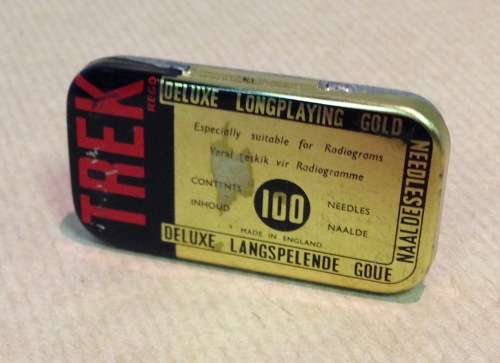 TREK
REGD
DELUXE LONGPLAYING GOLD
NEEDLES
Especially suitable for Radiograms
Veral geskik vir Radiogramme
CONTENTS 100 NEEDLES
INHOUD NAALDE
MADE IN ENGLAND
DELUXE LANGSPELENDE GOUE
NAALDE